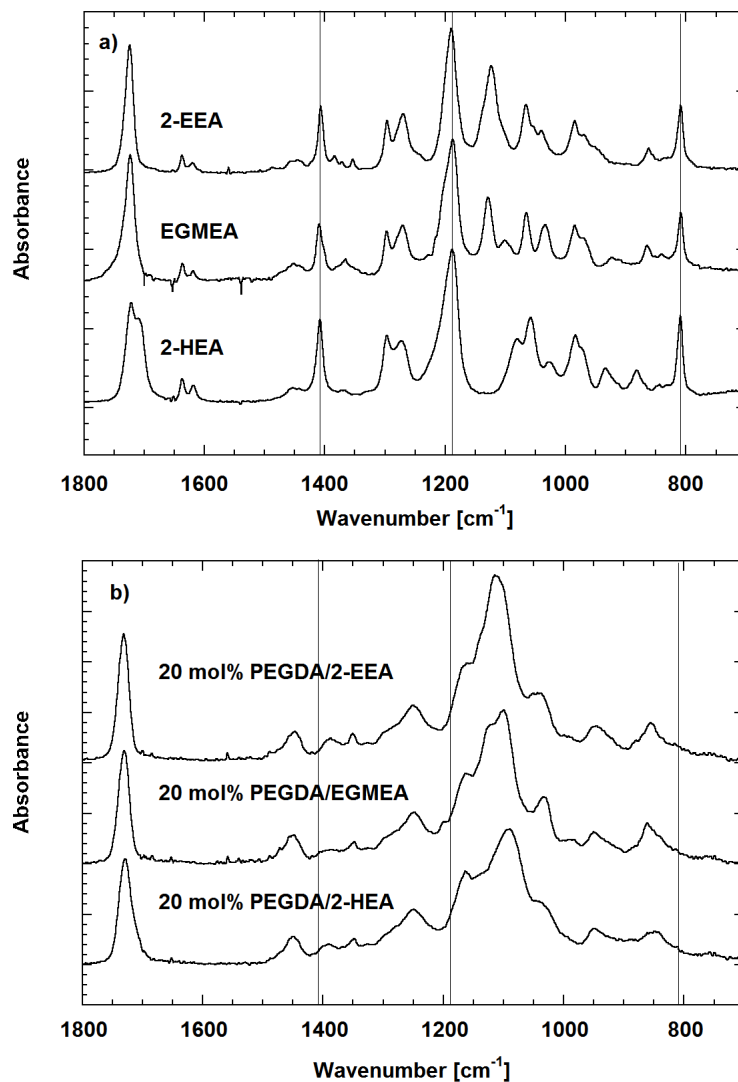 a)
2-EEA
EGMEA
2-HEA
Absorbance
1800 1600 1400 1200 1000 800
Wavenumber [cm⁻¹]
b)
20 mol% PEGDA/2-EEA
20 mol% PEGDA/EGMEA
20 mol% PEGDA/2-HEA
Absorbance
1800 1600 1400 1200 1000 800
Wavenumber [cm⁻¹]